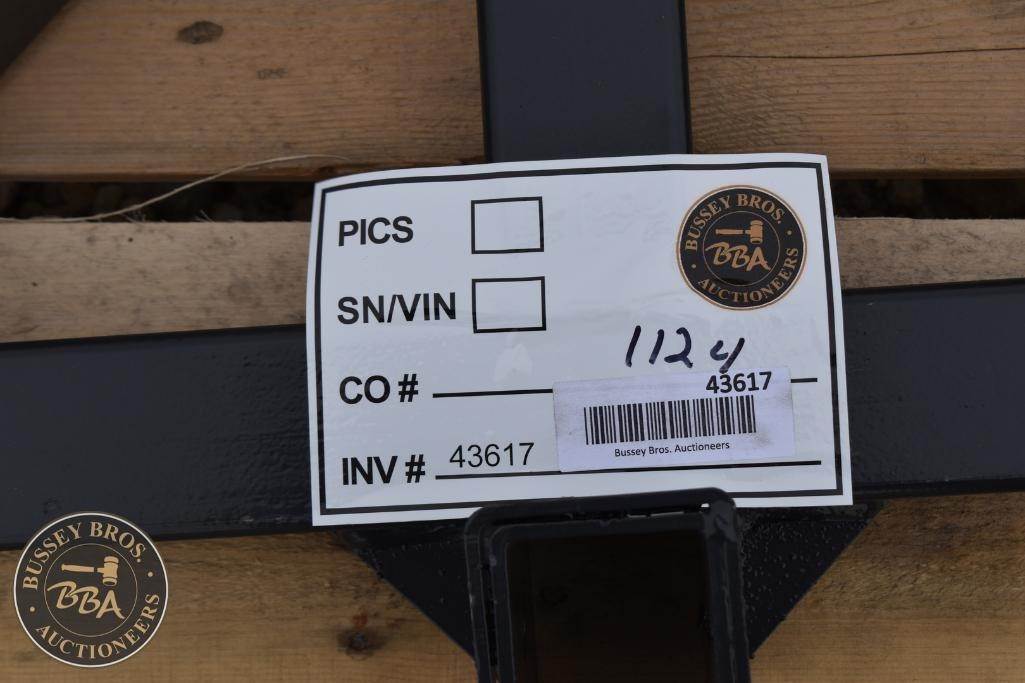 PICS
BUSSEY BROS.
BBA
AUCTIONEERS
SN/VIN
1124
CO #
43617
Bussey Bros. Auctioneers
INV # 43617
BUSSEY BROS.
BBA
AUCTIONEERS